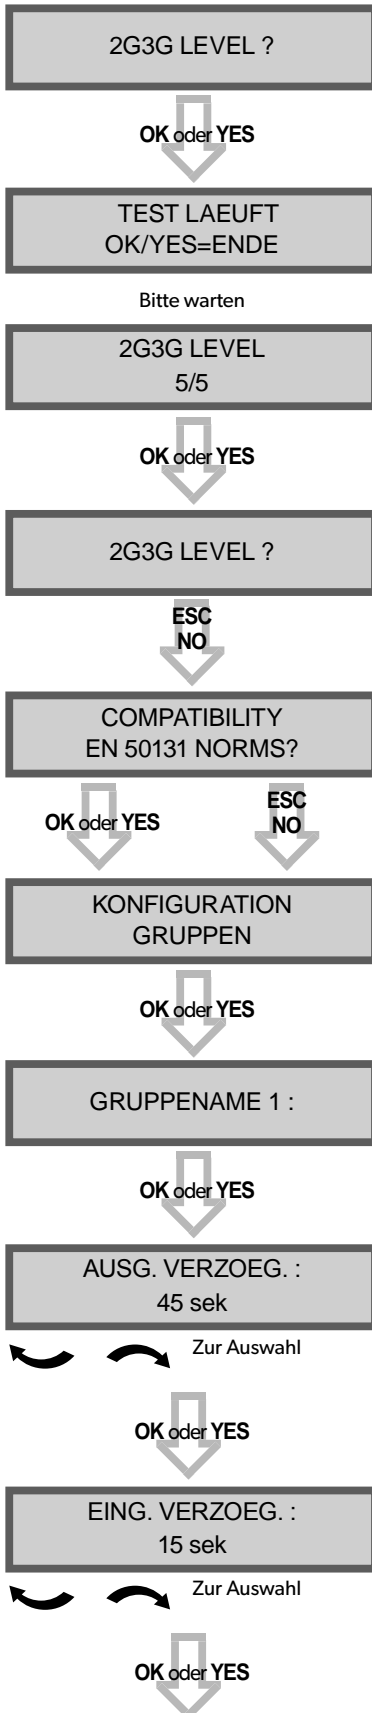 2G3G LEVEL ?
OK oder YES
TEST LAEUFT
OK/YES=ENDE
Bitte warten
2G3G LEVEL
5/5
OK oder YES
2G3G LEVEL ?
ESC
NO
COMPATIBILITY
EN 50131 NORMS?
OK oder YES
ESC
NO
KONFIGURATION
GRUPPEN
OK oder YES
GRUPPENAME 1 :
OK oder YES
AUSG. VERZOEG. :
45 sek
Zur Auswahl
OK oder YES
EING. VERZOEG. :
15 sek
Zur Auswahl
OK oder YES